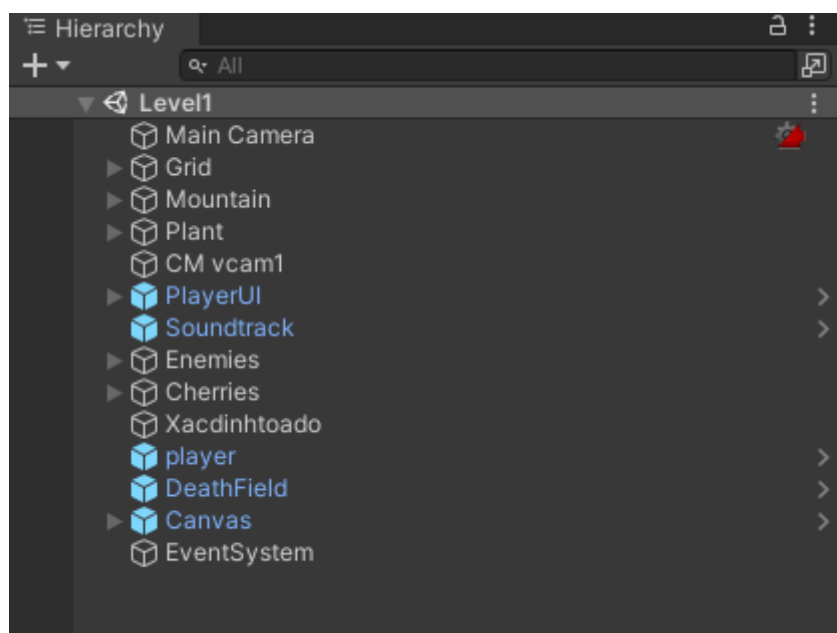 Hierarchy
All
Level1
Main Camera
Grid
Mountain
Plant
CM vcam1
PlayerUI
Soundtrack
Enemies
Cherries
Xacdinhtoado
player
DeathField
Canvas
EventSystem